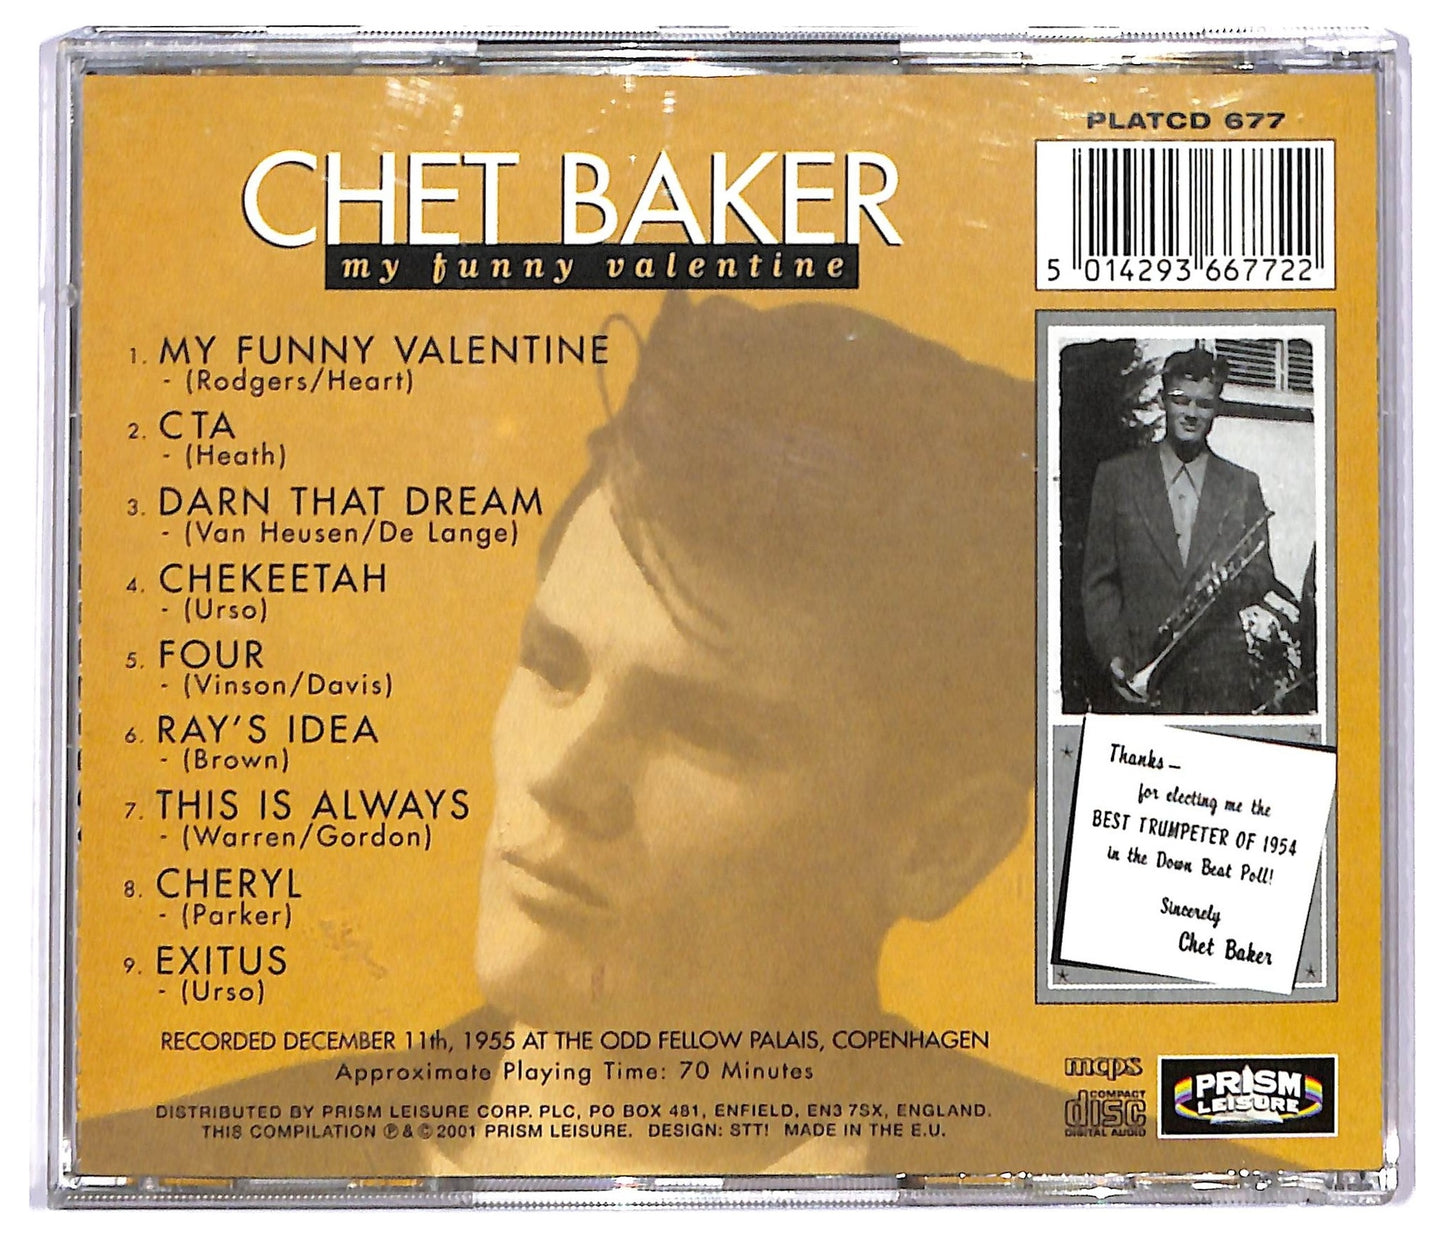 CHET BAKER
my funny valentine
1. MY FUNNY VALENTINE
- (Rodgers/Heart)
2. CTA
- (Heath)
3. DARN THAT DREAM
- (Van Heusen/De Lange)
4. CHEKEETAH
- (Urso)
5. FOUR
- (Vinson/Davis)
6. RAY'S IDEA
- (Brown)
7. THIS IS ALWAYS
- (Warren/Gordon)
8. CHERYL
- (Parker)
9. EXITUS
- (Urso)
RECORDED DECEMBER 11th, 1955 AT THE ODD FELLOW PALAIS, COPENHAGEN
Approximate Playing Time: 70 Minutes
DISTRIBUTED BY PRISM LEISURE CORP. PLC, PO BOX 481, ENFIELD, EN3 7SX, ENGLAND.
THIS COMPILATION ℗ & © 2001 PRISM LEISURE. DESIGN: STT! MADE IN THE E.U.
PLATCD 677
5 014293 667722
Thanks—
for electing me the
BEST TRUMPETER OF 1954
in the Down Beat Poll!
Sincerely
Chet Baker
mcps
COMPACT
disc
DIGITAL AUDIO
PRISM
LEISURE